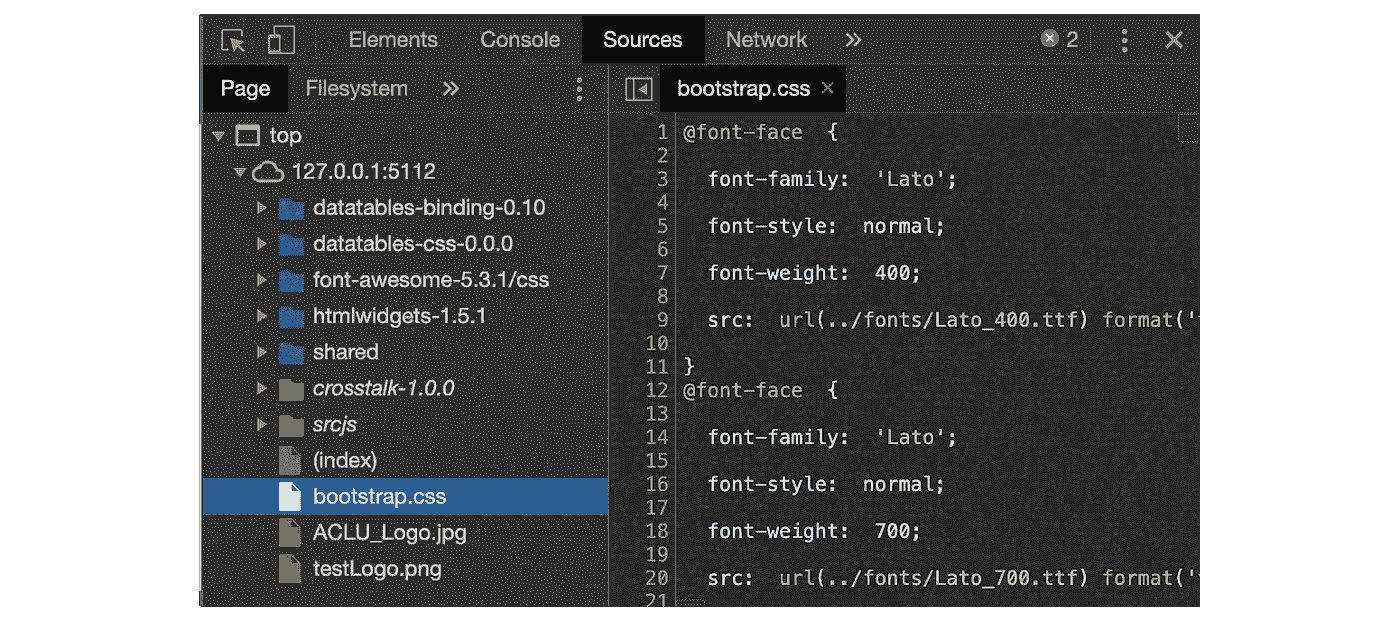 Elements Console Sources Network » 2
Page Filesystem »
bootstrap.css ×
top
127.0.0.1:5112
datatables-binding-0.10
datatables-css-0.0.0
font-awesome-5.3.1/css
htmlwidgets-1.5.1
shared
crosstalk-1.0.0
srcjs
(index)
bootstrap.css
ACLU_Logo.jpg
testLogo.png
1 @font-face {
2
3 font-family: 'Lato';
4
5 font-style: normal;
6
7 font-weight: 400;
8
9 src: url(../fonts/Lato_400.ttf) format('
10
11 }
12 @font-face {
13
14 font-family: 'Lato';
15
16 font-style: normal;
17
18 font-weight: 700;
19
20 src: url(../fonts/Lato_700.ttf) format('
21